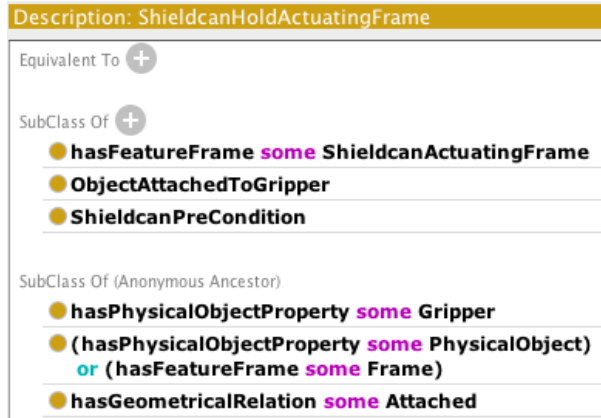 Description: ShieldcanHoldActuatingFrame
Equivalent To
SubClass Of
hasFeatureFrame some ShieldcanActuatingFrame
ObjectAttachedToGripper
ShieldcanPreCondition
SubClass Of (Anonymous Ancestor)
hasPhysicalObjectProperty some Gripper
(hasPhysicalObjectProperty some PhysicalObject)
or (hasFeatureFrame some Frame)
hasGeometricalRelation some Attached